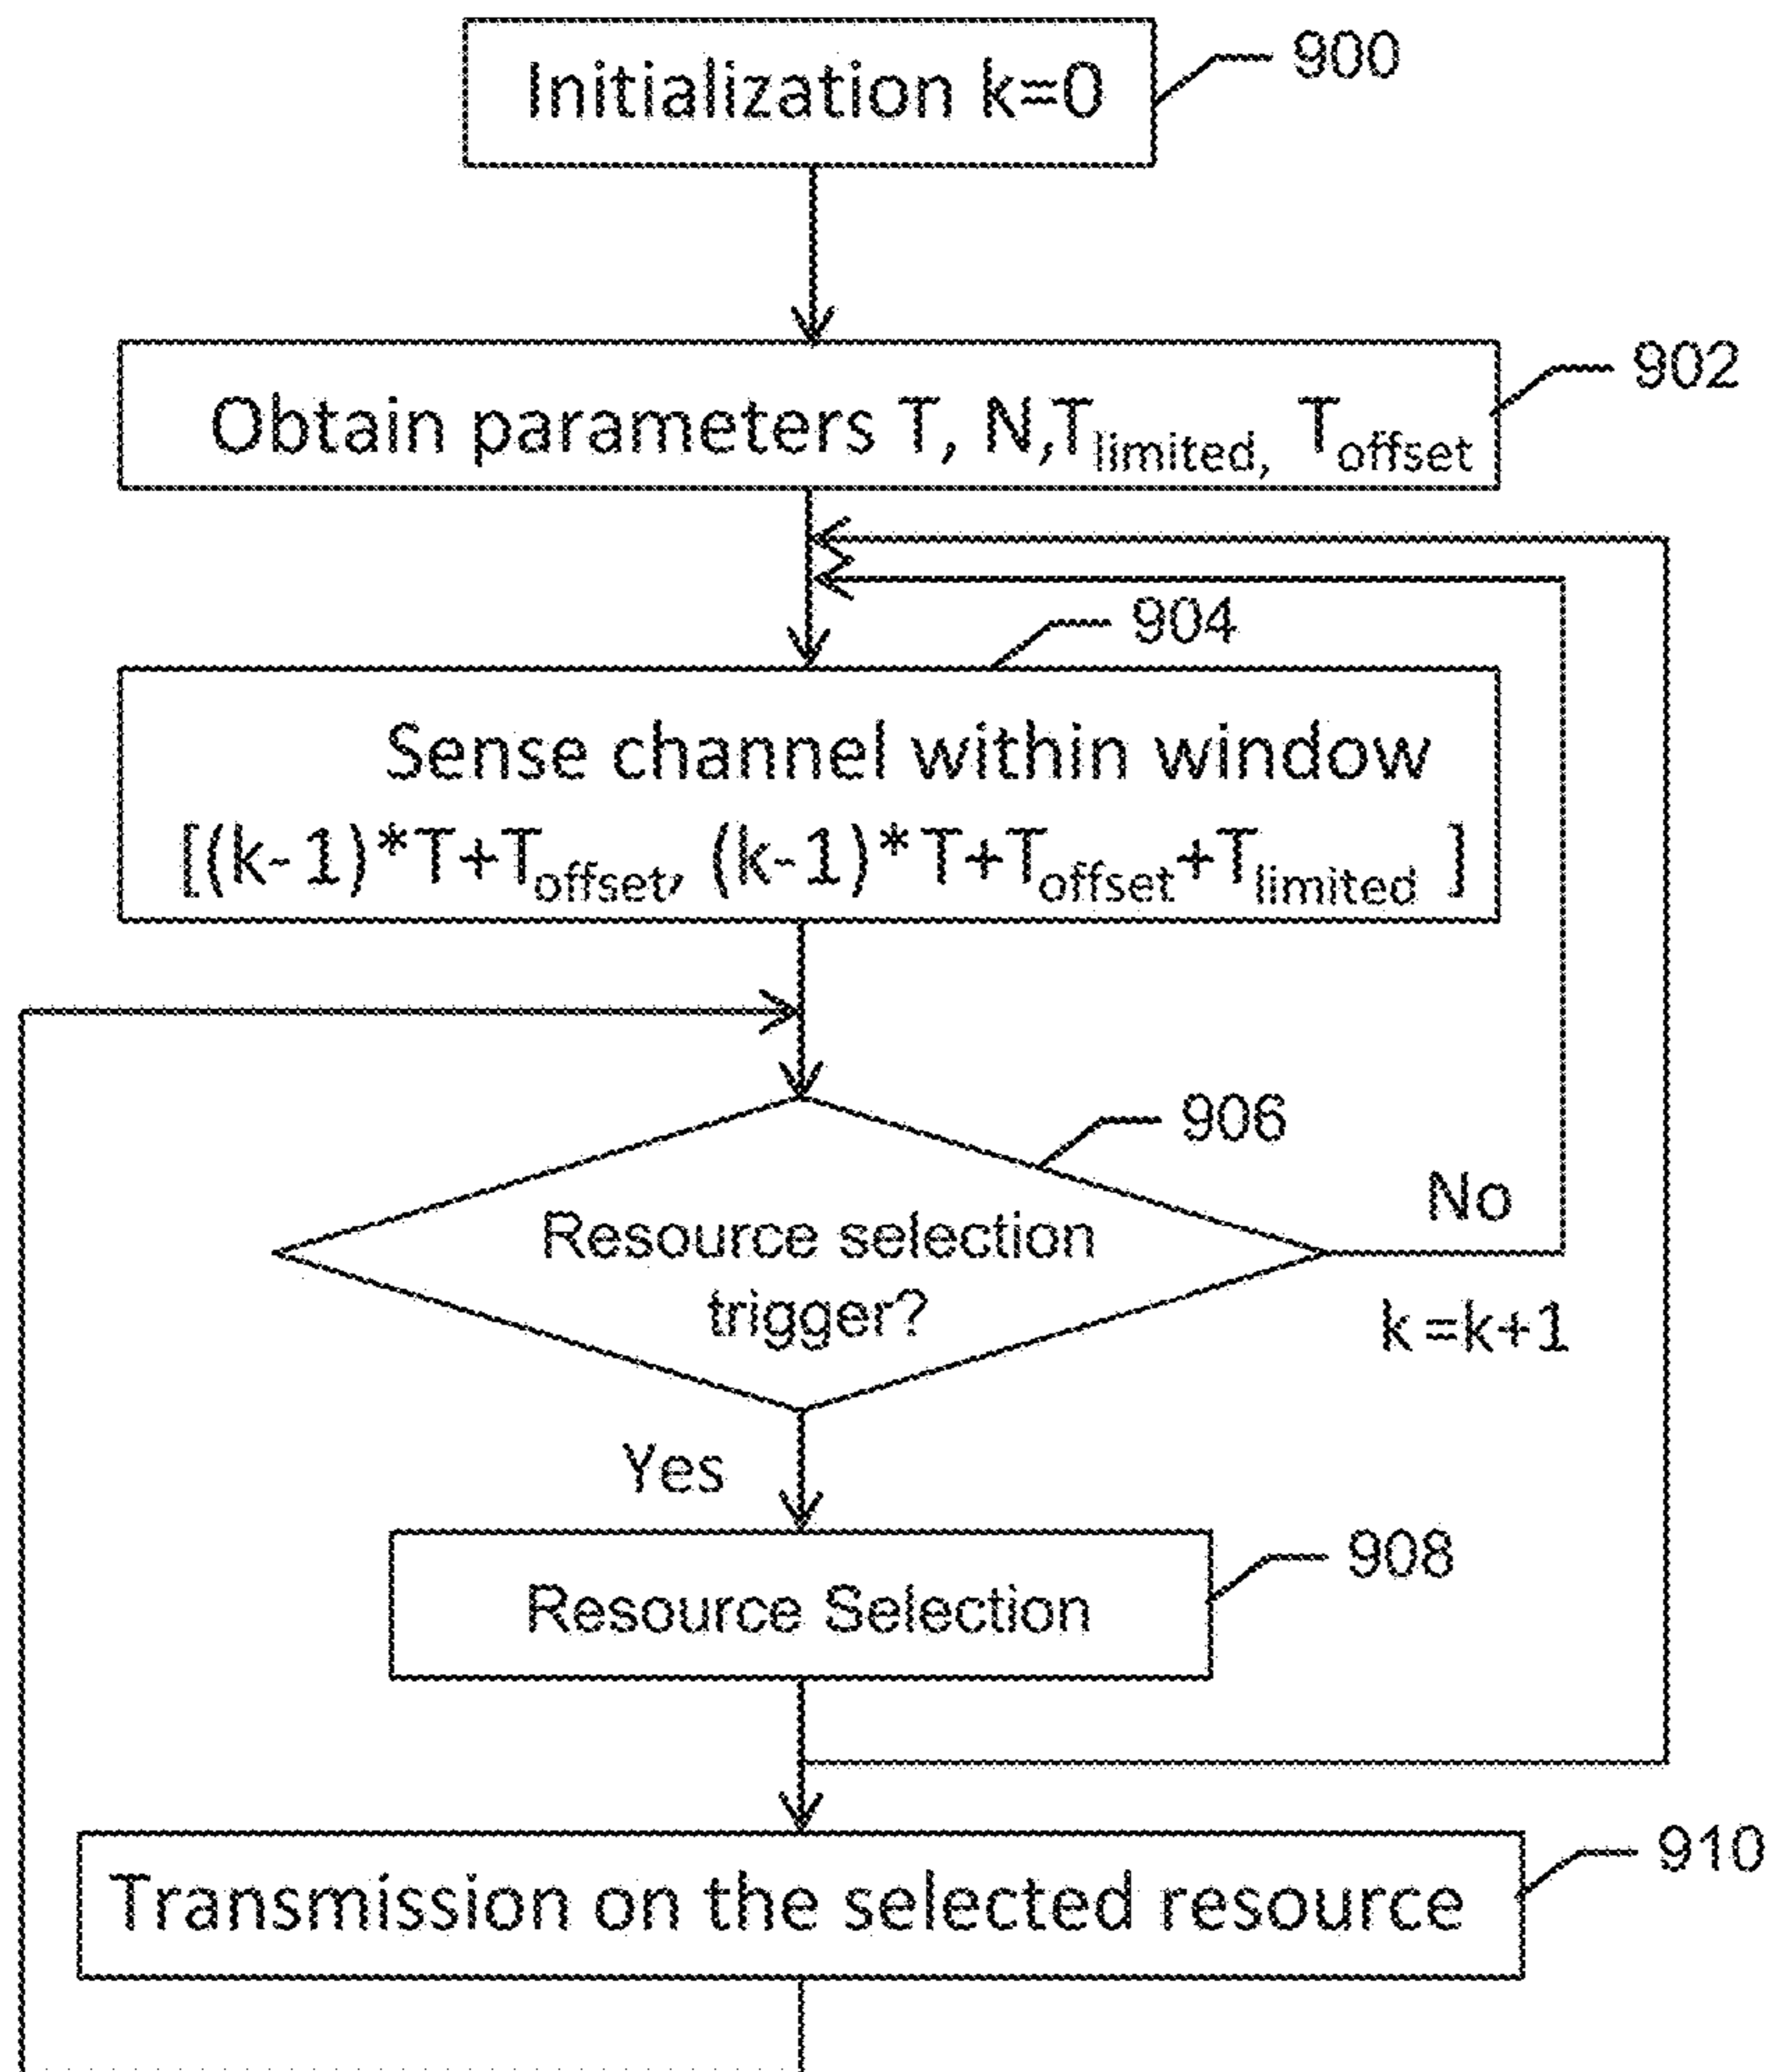 Initialization k=0
900
Obtain parameters T, N,Tlimited, Toffset
902
904
Sense channel within window
[(k-1)*T+Toffset, (k-1)*T+Toffset+Tlimited ]
906
Resource selection
trigger?
No
k =k+1
Yes
908
Resource Selection
910
Transmission on the selected resource